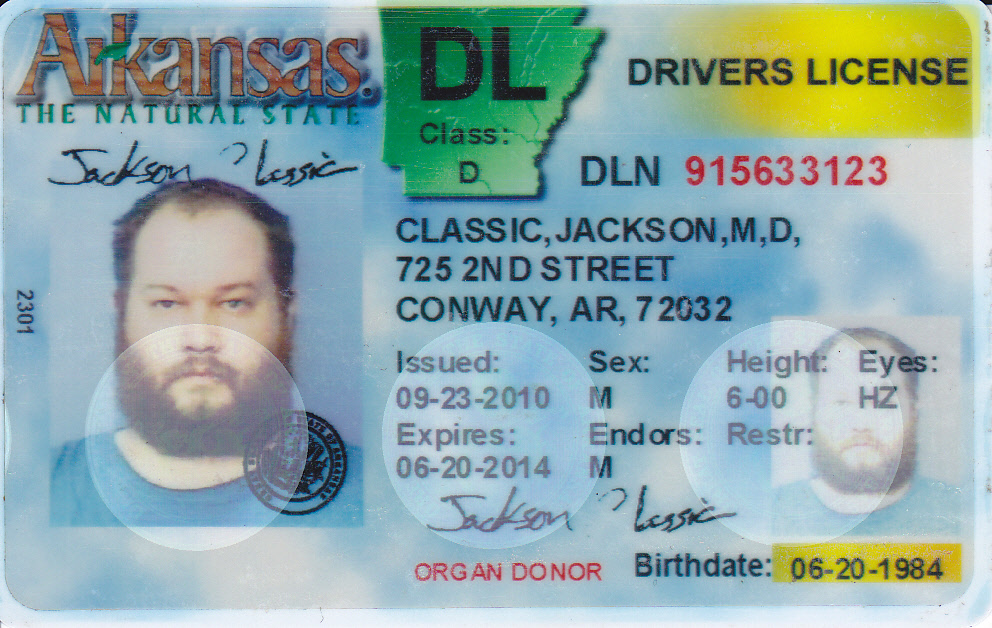 Arkansas
THE NATURAL STATE
DL
Class:
D
DRIVERS LICENSE
DLN 915633123
Jackson Classic
CLASSIC,JACKSON,M,D,
725 2ND STREET
CONWAY, AR, 72032
2301
Issued: Sex: Height: Eyes:
09-23-2010 M 6-00 HZ
Expires: Endors: Restr:
06-20-2014 M
Jackson Classic
ORGAN DONOR
Birthdate: 06-20-1984